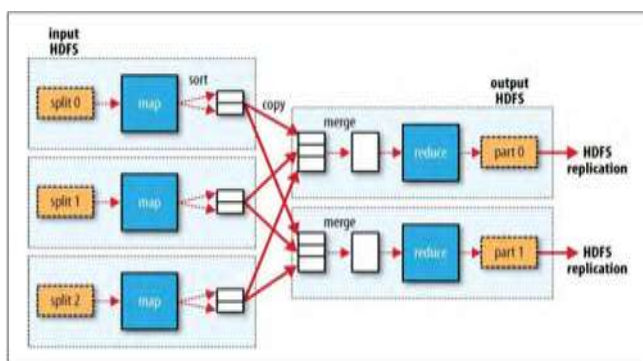 input
HDFS
output
HDFS
sort
split 0
map
copy
merge
reduce
part 0
HDFS
replication
split 1
map
merge
reduce
part 1
HDFS
replication
split 2
map